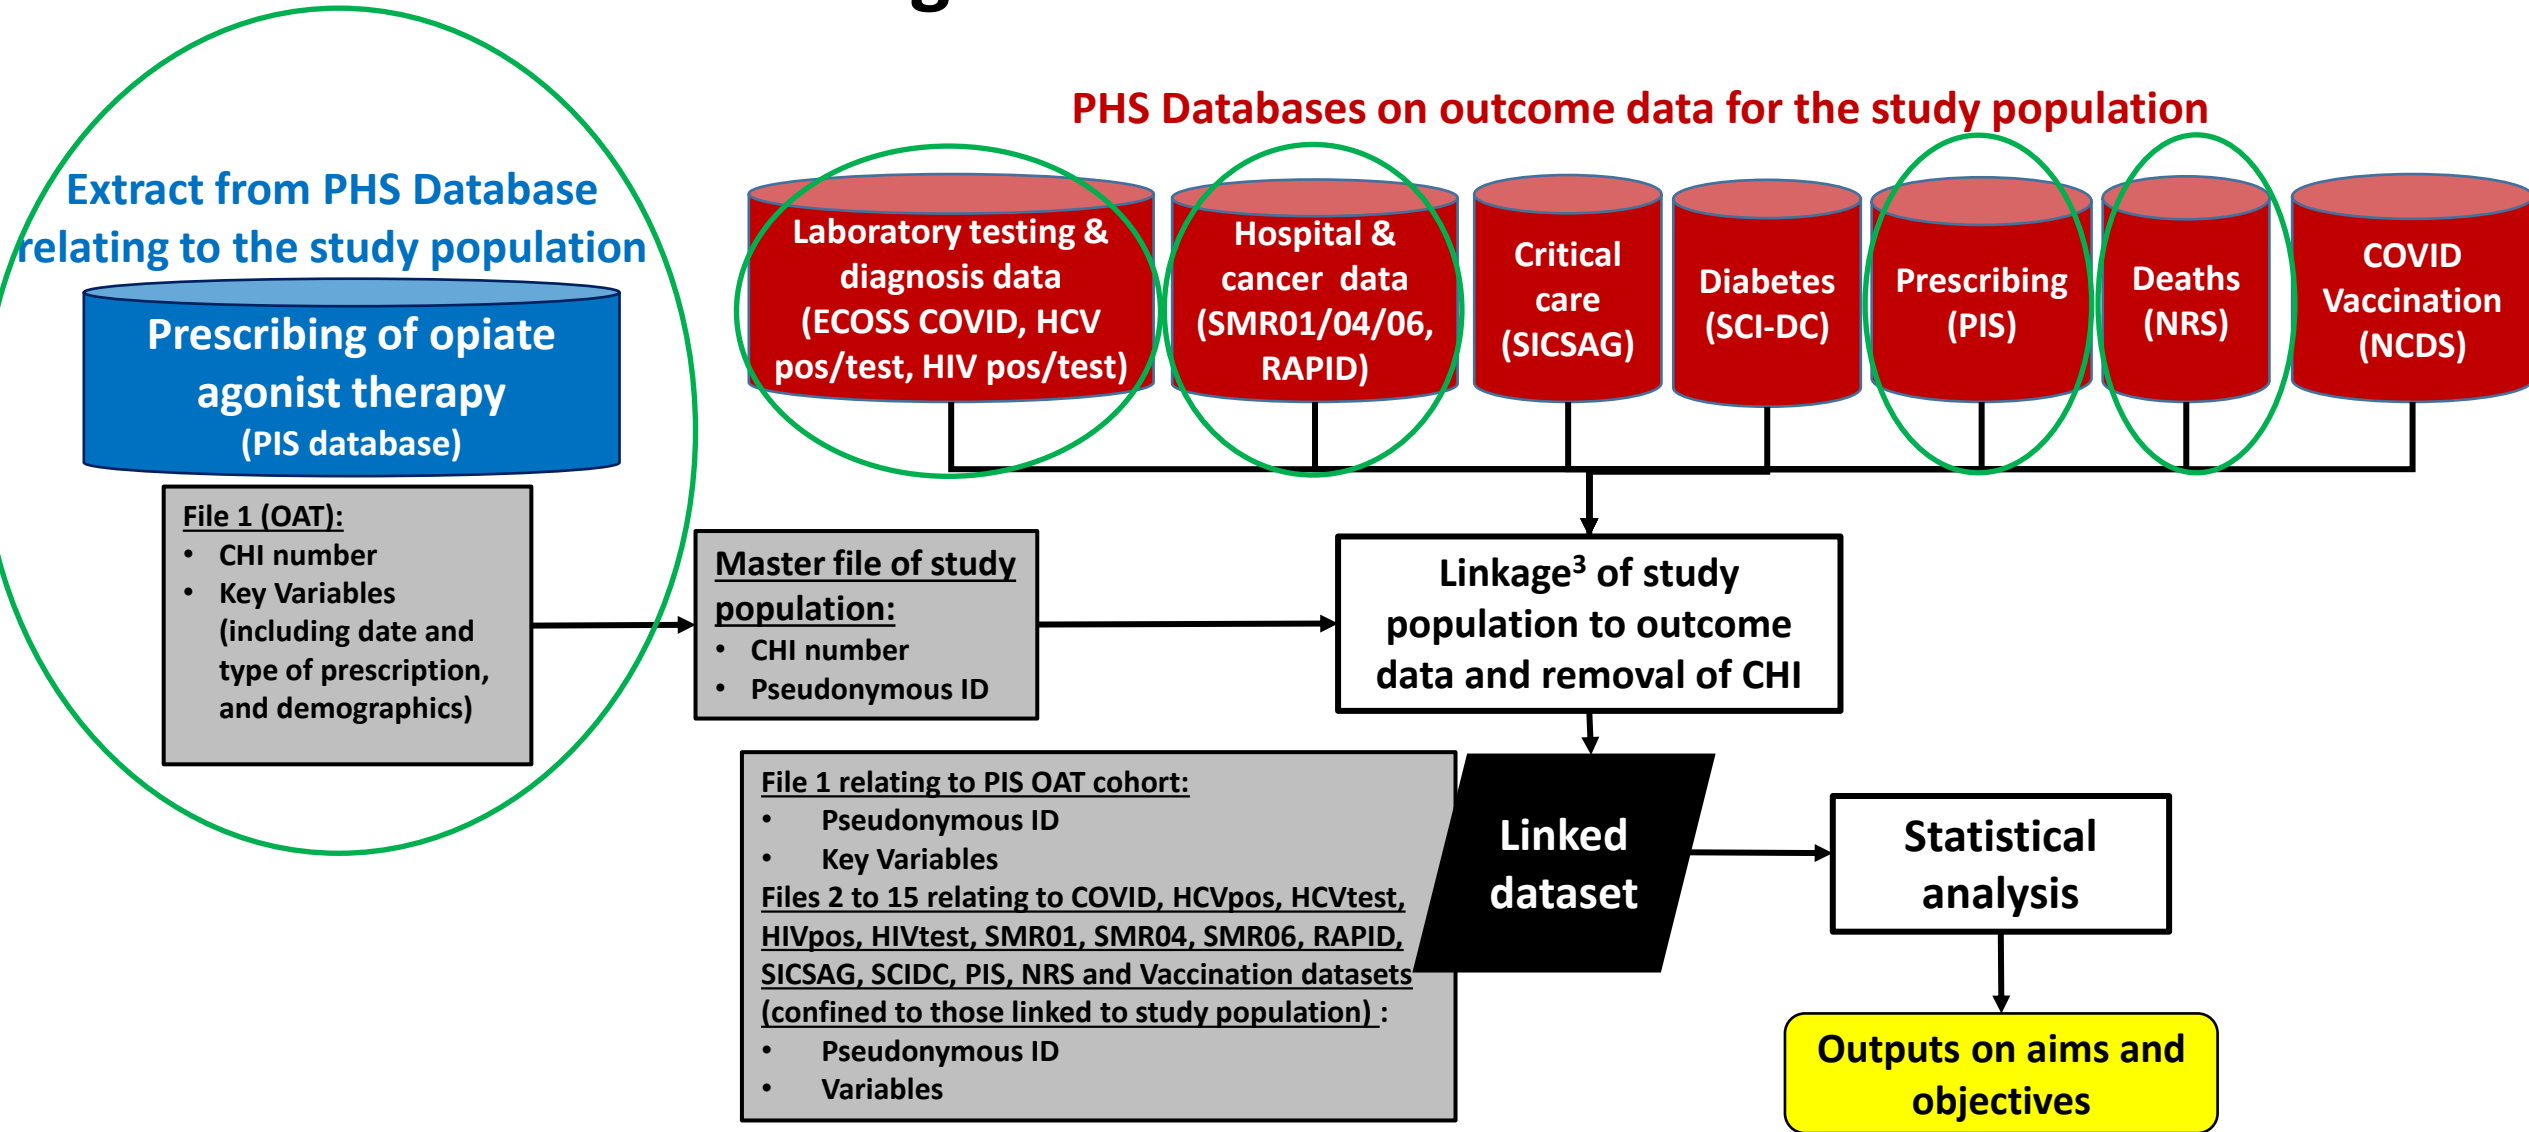 PHS Databases on outcome data for the study population
Extract from PHS Database
relating to the study population
Prescribing of opiate
agonist therapy
(PIS database)
Laboratory testing &
diagnosis data
(ECOSS COVID, HCV
pos/test, HIV pos/test)
Hospital &
cancer data
(SMR01/04/06,
RAPID)
Critical
care
(SICSAG)
Diabetes
(SCI-DC)
Prescribing
(PIS)
Deaths
(NRS)
COVID
Vaccination
(NCDS)
File 1 (OAT):
• CHI number
• Key Variables
(including date and
type of prescription,
and demographics)
Master file of study
population:
• CHI number
• Pseudonymous ID
Linkage³ of study
population to outcome
data and removal of CHI
File 1 relating to PIS OAT cohort:
• Pseudonymous ID
• Key Variables
Files 2 to 15 relating to COVID, HCVpos, HCVtest,
HIVpos, HIVtest, SMR01, SMR04, SMR06, RAPID,
SICSAG, SCIDC, PIS, NRS and Vaccination datasets
(confined to those linked to study population) :
• Pseudonymous ID
• Variables
Linked
dataset
Statistical
analysis
Outputs on aims and
objectives